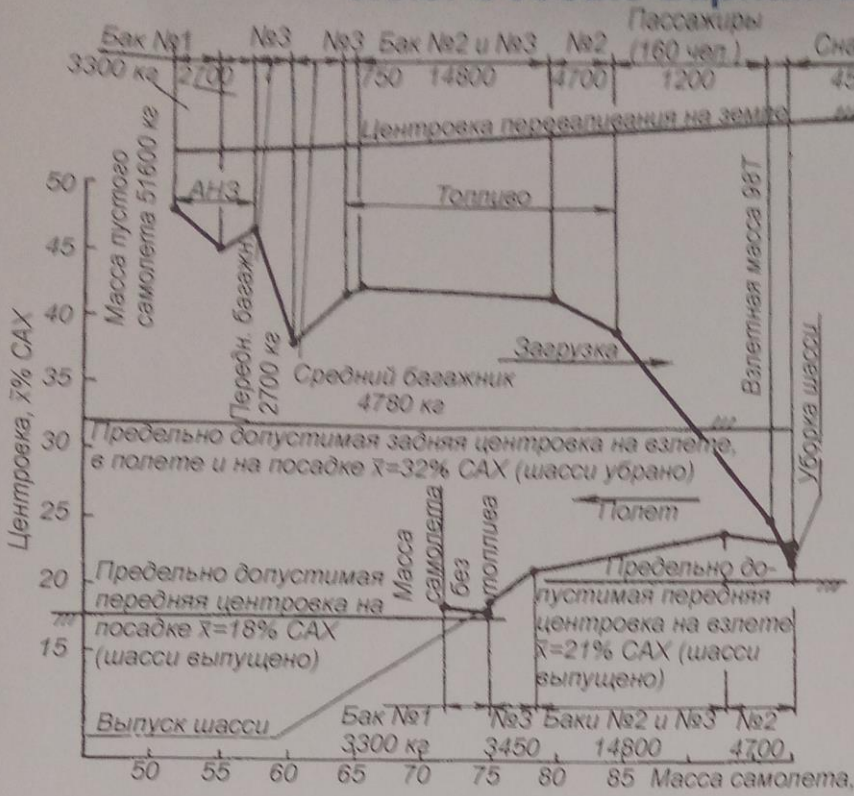 Бак №1 №3 №3 Бак №2 и №3 №2 Пассажиры
(160 чел.)
3300 кг 2700 750 14800 4700 1200
Центровка переваливания на земле
Масса пустого
самолета 51600 кг
АНЗ
Топливо
Взлетная масса 98Т
50
45
40
35
30
25
20
15
Центровка, x̄% САХ
Передн. багажн.
2700 кг
Загрузка
Средний багажник
4780 кг
Уборка шасси
Предельно допустимая задняя центровка на взлете,
в полете и на посадке x̄=32% САХ (шасси убрано)
Полет
Масса
самолета
без
топлива
Предельно допустимая
передняя центровка на
посадке x̄=18% САХ
(шасси выпущено)
Предельно до-
пустимая передняя
центровка на взлете
x̄=21% САХ (шасси
выпущено)
Выпуск шасси
Бак №1 №3 Баки №2 и №3 №2
3300 кг 3450 14800 4700
50 55 60 65 70 75 80 85 Масса самолета,